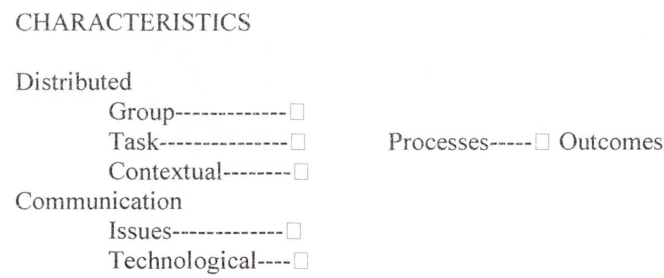 CHARACTERISTICS
Distributed
Group-------------□
Task---------------□ Processes-----□ Outcomes
Contextual--------□
Communication
Issues-------------□
Technological----□